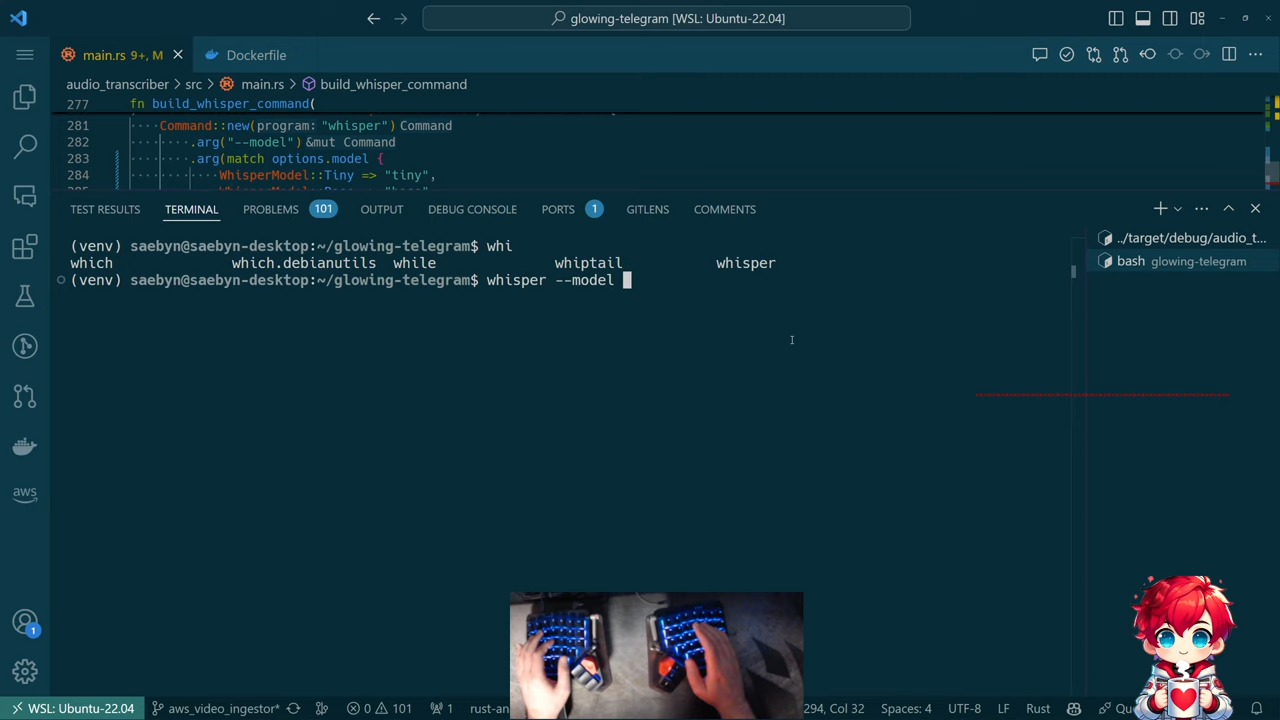 glowing-telegram [WSL: Ubuntu-22.04]
main.rs 9+, M
Dockerfile
audio_transcriber > src > main.rs > build_whisper_command
277 fn build_whisper_command(
281 ····Command::new(program: "whisper") Command
282 ········.arg("--model") &mut Command
283 ········.arg(match options.model {
284 ············WhisperModel::Tiny => "tiny",
TEST RESULTS TERMINAL PROBLEMS 101 OUTPUT DEBUG CONSOLE PORTS 1 GITLENS COMMENTS
(venv) saebyn@saebyn-desktop:~/glowing-telegram$ whi
which which.debianutils while whiptail whisper
(venv) saebyn@saebyn-desktop:~/glowing-telegram$ whisper --model
../target/debug/audio_t...
bash glowing-telegram
aws
1
WSL: Ubuntu-22.04 aws_video_ingestor* 0 101 1 rust-an 294, Col 32 Spaces: 4 UTF-8 LF Rust